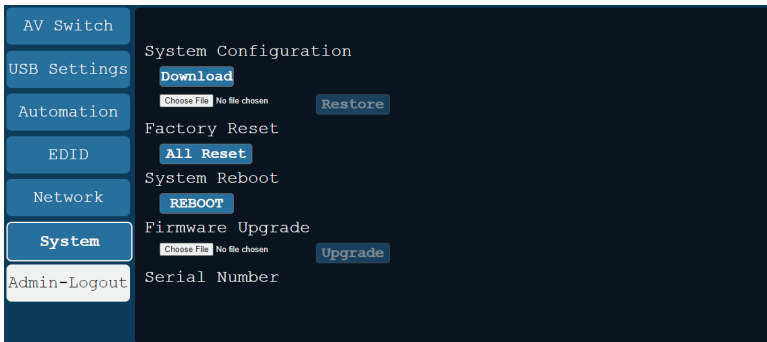 AV Switch
USB Settings
Automation
EDID
Network
System
Admin-Logout
System Configuration
Download
Choose File No file chosen
Restore
Factory Reset
All Reset
System Reboot
REBOOT
Firmware Upgrade
Choose File No file chosen
Upgrade
Serial Number